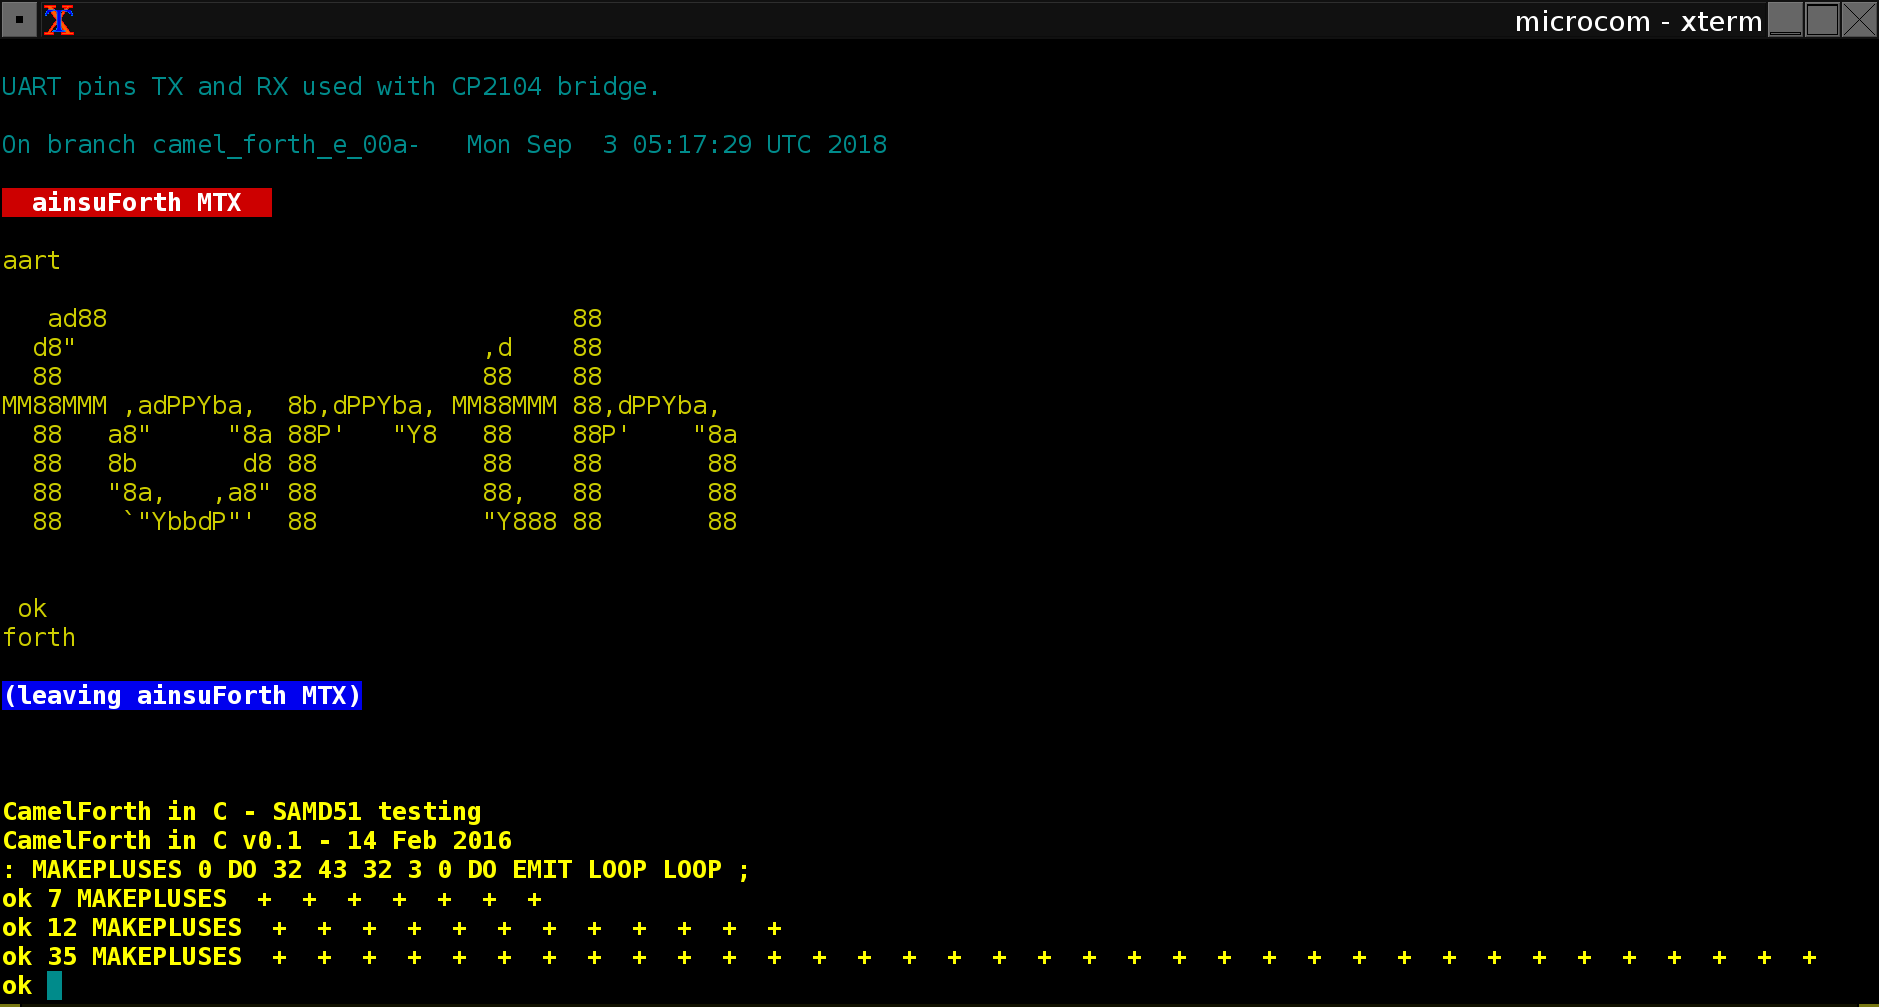 microcom - xterm
UART pins TX and RX used with CP2104 bridge.
On branch camel_forth_e_00a-   Mon Sep  3 05:17:29 UTC 2018
  ainsuForth MTX
aart
   ad88                               88
  d8"                           ,d    88
  88                            88    88
MM88MMM ,adPPYba,  8b,dPPYba, MM88MMM 88,dPPYba,
  88   a8"     "8a 88P'   "Y8   88    88P'    "8a
  88   8b       d8 88           88    88       88
  88   "8a,   ,a8" 88           88,   88       88
  88    `"YbbdP"'  88           "Y888 88       88
 ok
forth
(leaving ainsuForth MTX)
CamelForth in C - SAMD51 testing
CamelForth in C v0.1 - 14 Feb 2016
: MAKEPLUSES 0 DO 32 43 32 3 0 DO EMIT LOOP LOOP ;
ok 7 MAKEPLUSES  +  +  +  +  +  +  +
ok 12 MAKEPLUSES  +  +  +  +  +  +  +  +  +  +  +  +
ok 35 MAKEPLUSES  +  +  +  +  +  +  +  +  +  +  +  +  +  +  +  +  +  +  +  +  +  +  +  +  +  +  +  +  +  +  +  +  +  +  +
ok